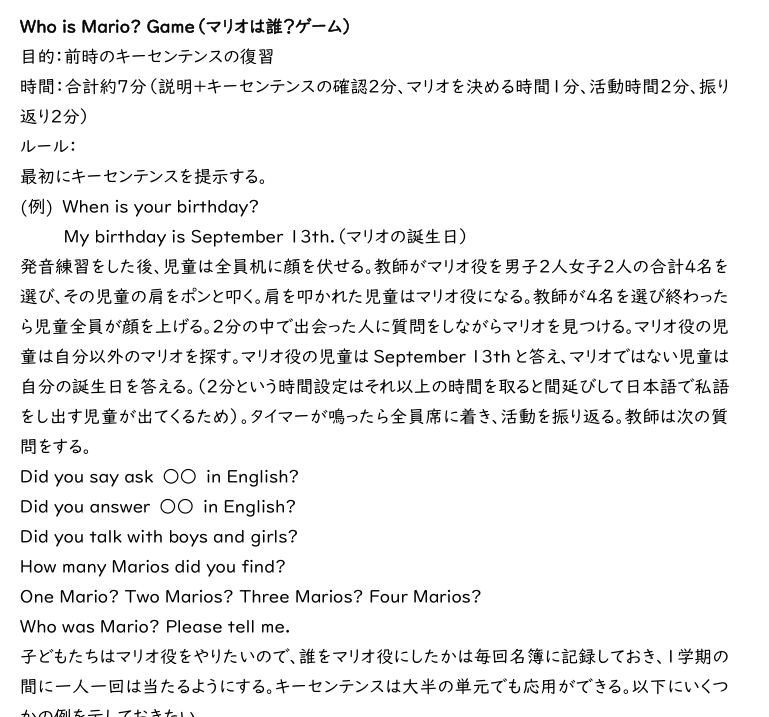 Who is Mario? Game（マリオは誰？ゲーム）
目的：前時のキーセンテンスの復習
時間：合計約7分（説明＋キーセンテンスの確認2分、マリオを決める時間1分、活動時間2分、振り
返り2分）
ルール：
最初にキーセンテンスを提示する。
(例) When is your birthday?
My birthday is September 13th.（マリオの誕生日）
発音練習をした後、児童は全員机に顔を伏せる。教師がマリオ役を男子2人女子2人の合計4名を
選び、その児童の肩をポンと叩く。肩を叩かれた児童はマリオ役になる。教師が4名を選び終わった
ら児童全員が顔を上げる。2分の中で出会った人に質問をしながらマリオを見つける。マリオ役の児
童は自分以外のマリオを探す。マリオ役の児童は September 13th と答え、マリオではない児童は
自分の誕生日を答える。（2分という時間設定はそれ以上の時間を取ると間延びして日本語で私語
をし出す児童が出てくるため）。タイマーが鳴ったら全員席に着き、活動を振り返る。教師は次の質
問をする。
Did you say ask 〇〇 in English?
Did you answer 〇〇 in English?
Did you talk with boys and girls?
How many Marios did you find?
One Mario? Two Marios? Three Marios? Four Marios?
Who was Mario? Please tell me.
子どもたちはマリオ役をやりたいので、誰をマリオ役にしたかは毎回名簿に記録しておき、1学期の
間に一人一回は当たるようにする。キーセンテンスは大半の単元でも応用ができる。以下にいくつ
かの例を示しておきたい。